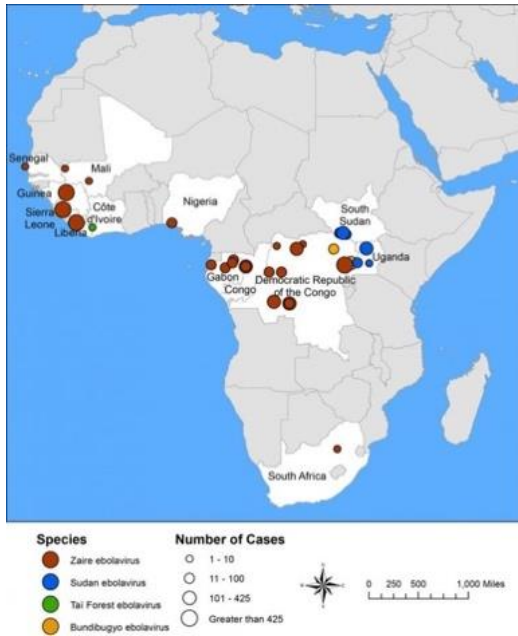 Senegal
Mali
Guinea
Sierra
Leone
Côte
d'Ivoire
Liberia
Nigeria
South
Sudan
Uganda
Gabon
Congo
Democratic Republic
of the Congo
South Africa
Species
Zaire ebolavirus
Sudan ebolavirus
Taï Forest ebolavirus
Bundibugyo ebolavirus
Number of Cases
1 - 10
11 - 100
101 - 425
Greater than 425
0 250 500 1,000 Miles